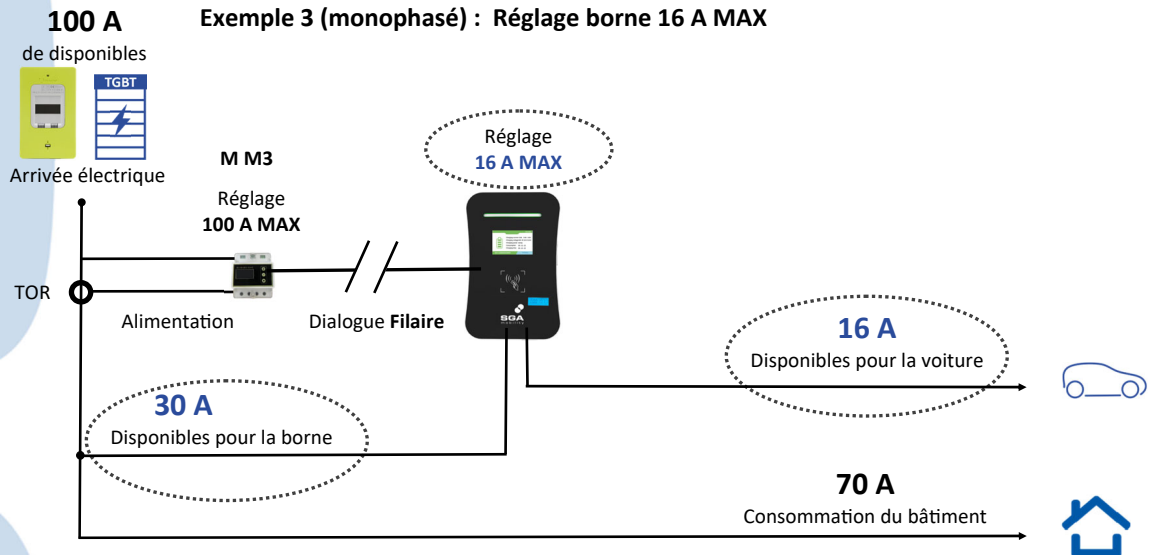 100 A
de disponibles
Exemple 3 (monophasé) : Réglage borne 16 A MAX
TGBT
Arrivée électrique
M M3
Réglage
100 A MAX
Réglage
16 A MAX
TOR
Alimentation
Dialogue Filaire
SGA
mobility
16 A
Disponibles pour la voiture
30 A
Disponibles pour la borne
70 A
Consommation du bâtiment